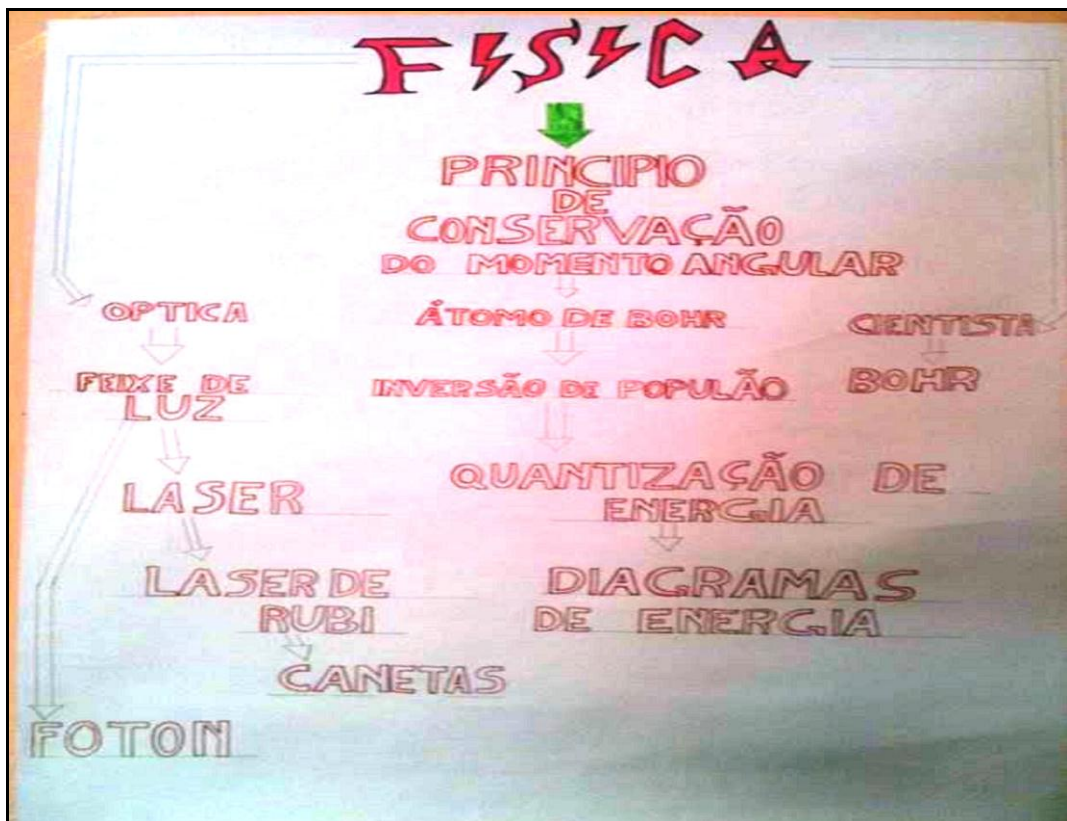 FISICA
PRINCIPIO
DE
CONSERVAÇÃO
DO MOMENTO ANGULAR
OPTICA
ÁTOMO DE BOHR
CIENTISTA
FEIXE DE
LUZ
INVERSÃO DE POPULÃO
BOHR
LASER
QUANTIZAÇÃO DE
ENERGIA
LASER DE
RUBI
DIAGRAMAS
DE ENERGIA
CANETAS
FOTON